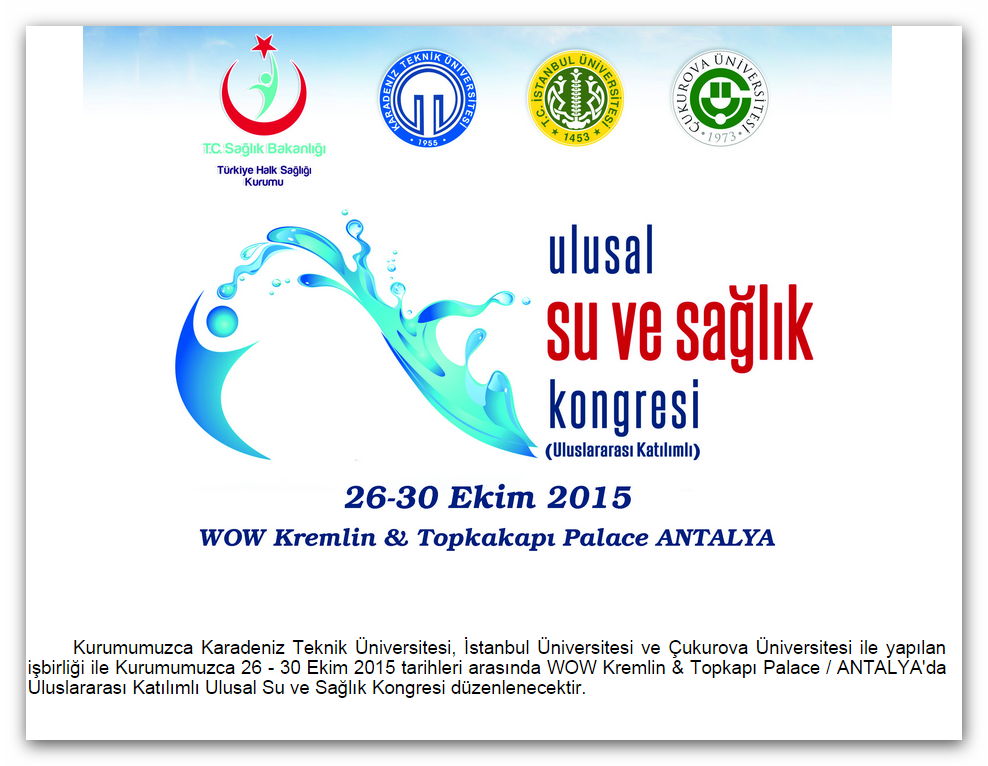 T.C. Sağlık Bakanlığı
Türkiye Halk Sağlığı
Kurumu
KARADENİZ TEKNİK ÜNİVERSİTESİ
1955
T.C. İSTANBUL ÜNİVERSİTESİ
1453
ÇUKUROVA ÜNİVERSİTESİ
1973
ulusal
su ve sağlık
kongresi
(Uluslararası Katılımlı)
26-30 Ekim 2015
WOW Kremlin & Topkakapı Palace ANTALYA
Kurumumuzca Karadeniz Teknik Üniversitesi, İstanbul Üniversitesi ve Çukurova Üniversitesi ile yapılan
işbirliği ile Kurumumuzca 26 - 30 Ekim 2015 tarihleri arasında WOW Kremlin & Topkapı Palace / ANTALYA'da
Uluslararası Katılımlı Ulusal Su ve Sağlık Kongresi düzenlenecektir.